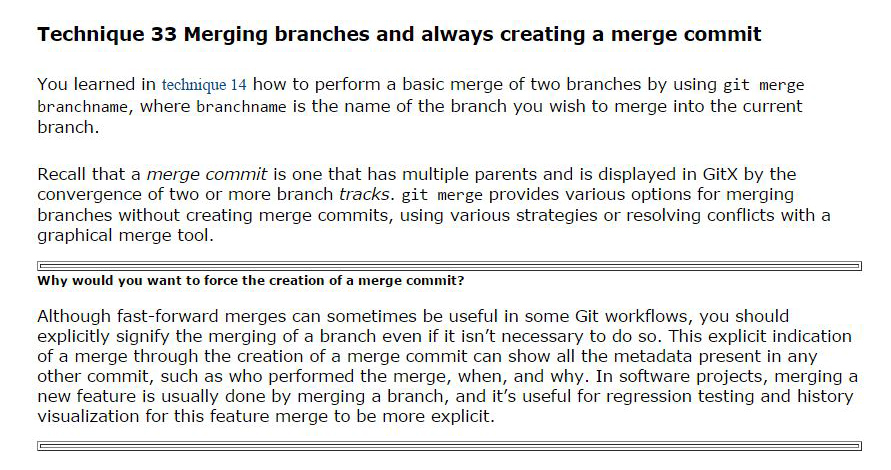 Technique 33 Merging branches and always creating a merge commit
You learned in technique 14 how to perform a basic merge of two branches by using git merge
branchname, where branchname is the name of the branch you wish to merge into the current
branch.
Recall that a merge commit is one that has multiple parents and is displayed in GitX by the
convergence of two or more branch tracks. git merge provides various options for merging
branches without creating merge commits, using various strategies or resolving conflicts with a
graphical merge tool.
Why would you want to force the creation of a merge commit?
Although fast-forward merges can sometimes be useful in some Git workflows, you should
explicitly signify the merging of a branch even if it isn’t necessary to do so. This explicit indication
of a merge through the creation of a merge commit can show all the metadata present in any
other commit, such as who performed the merge, when, and why. In software projects, merging a
new feature is usually done by merging a branch, and it’s useful for regression testing and history
visualization for this feature merge to be more explicit.